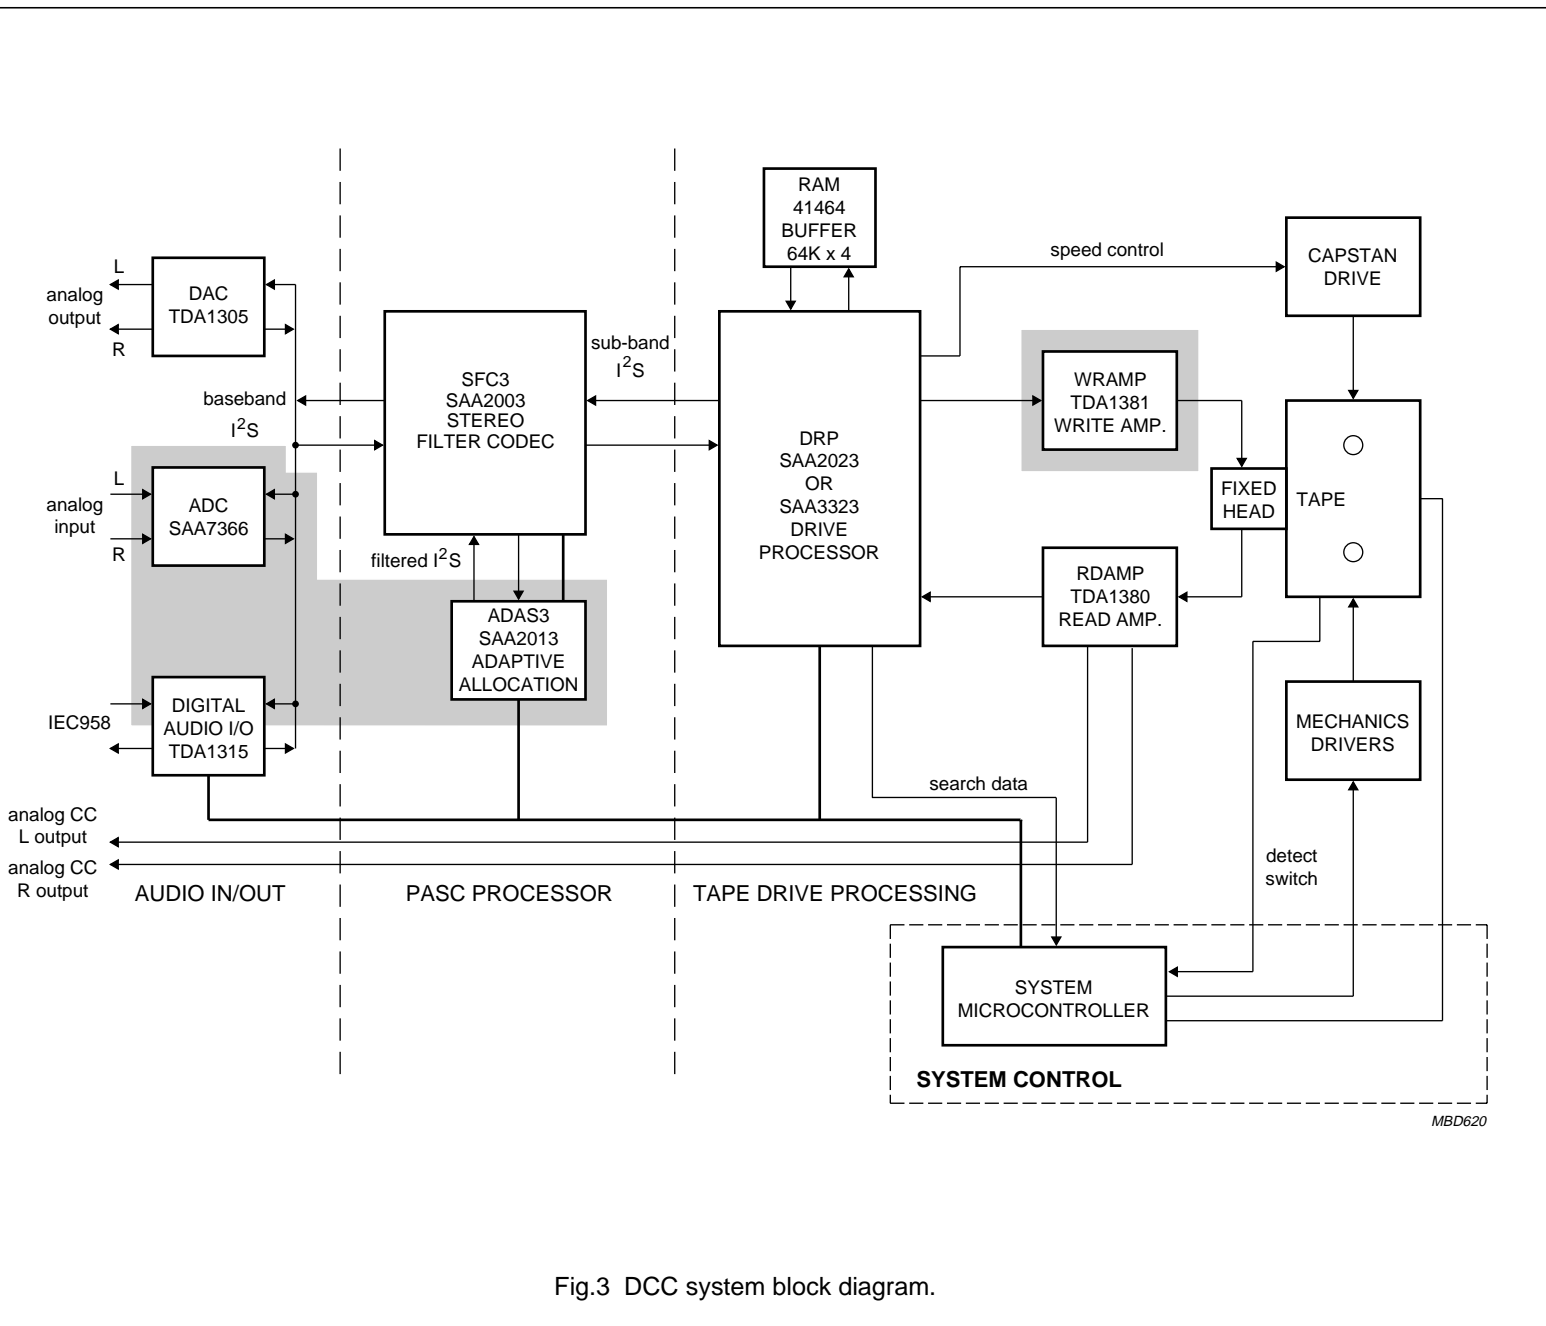 RAM
41464
BUFFER
64K x 4
speed control
CAPSTAN
DRIVE
L
analog
output
R
DAC
TDA1305
baseband
I2S
SFC3
SAA2003
STEREO
FILTER CODEC
sub-band
I2S
DRP
SAA2023
OR
SAA3323
DRIVE
PROCESSOR
WRAMP
TDA1381
WRITE AMP.
FIXED
HEAD
TAPE
L
analog
input
R
ADC
SAA7366
filtered I2S
ADAS3
SAA2013
ADAPTIVE
ALLOCATION
RDAMP
TDA1380
READ AMP.
IEC958
DIGITAL
AUDIO I/O
TDA1315
MECHANICS
DRIVERS
search data
analog CC
L output
analog CC
R output
detect
switch
AUDIO IN/OUT
PASC PROCESSOR
TAPE DRIVE PROCESSING
SYSTEM
MICROCONTROLLER
SYSTEM CONTROL
MBD620
Fig.3 DCC system block diagram.